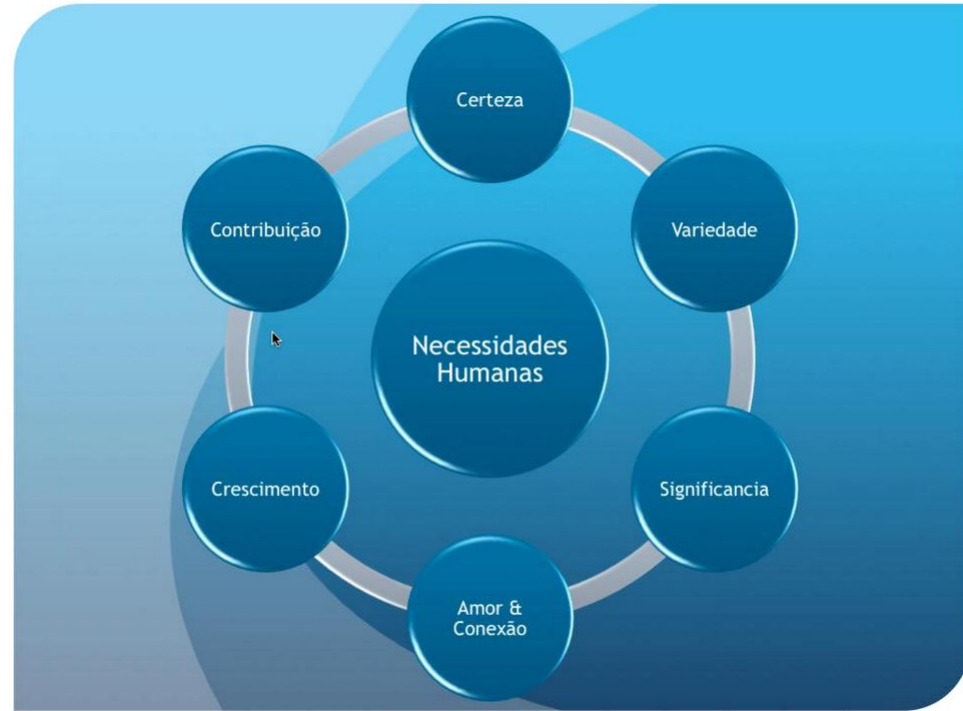 Certeza
Variedade
Significancia
Amor &
Conexão
Crescimento
Contribuição
Necessidades
Humanas